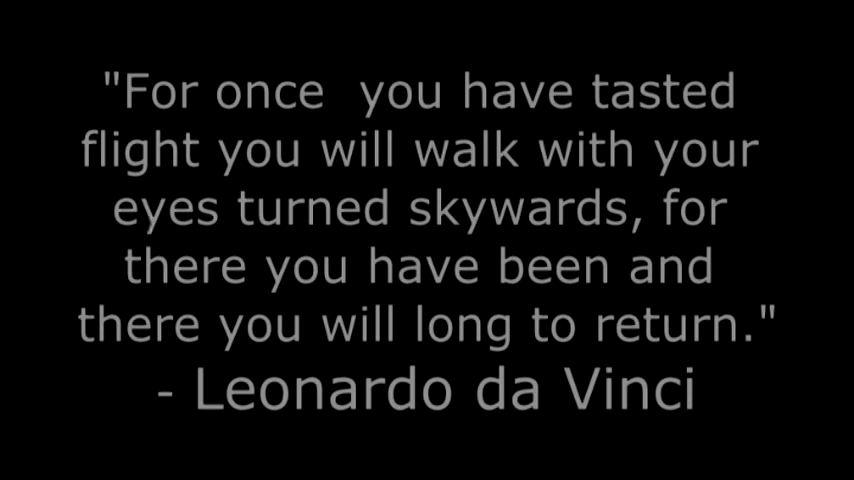 "For once  you have tasted
flight you will walk with your
eyes turned skywards, for
there you have been and
there you will long to return."
- Leonardo da Vinci